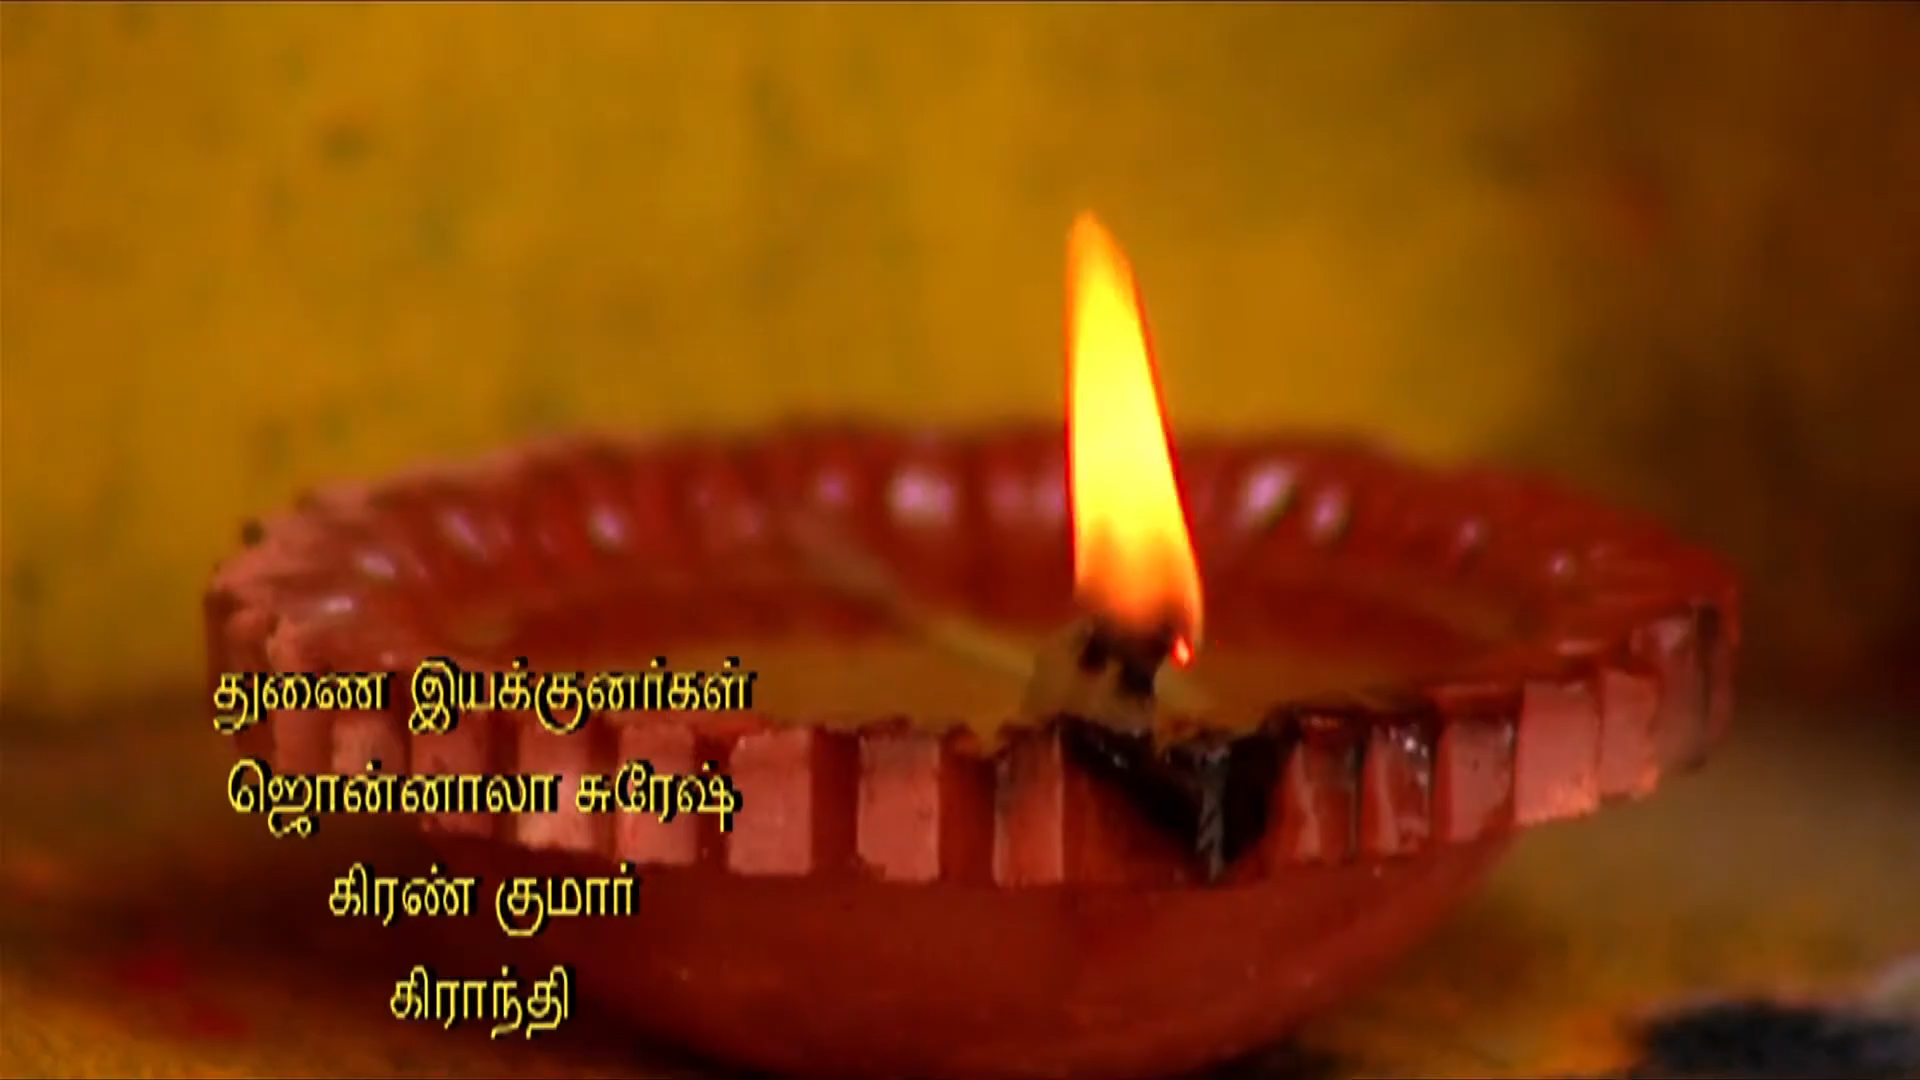 துணை இயக்குனர்கள்
ஜொன்னாலா சுரேஷ்
கிரண் குமார்
கிராந்தி